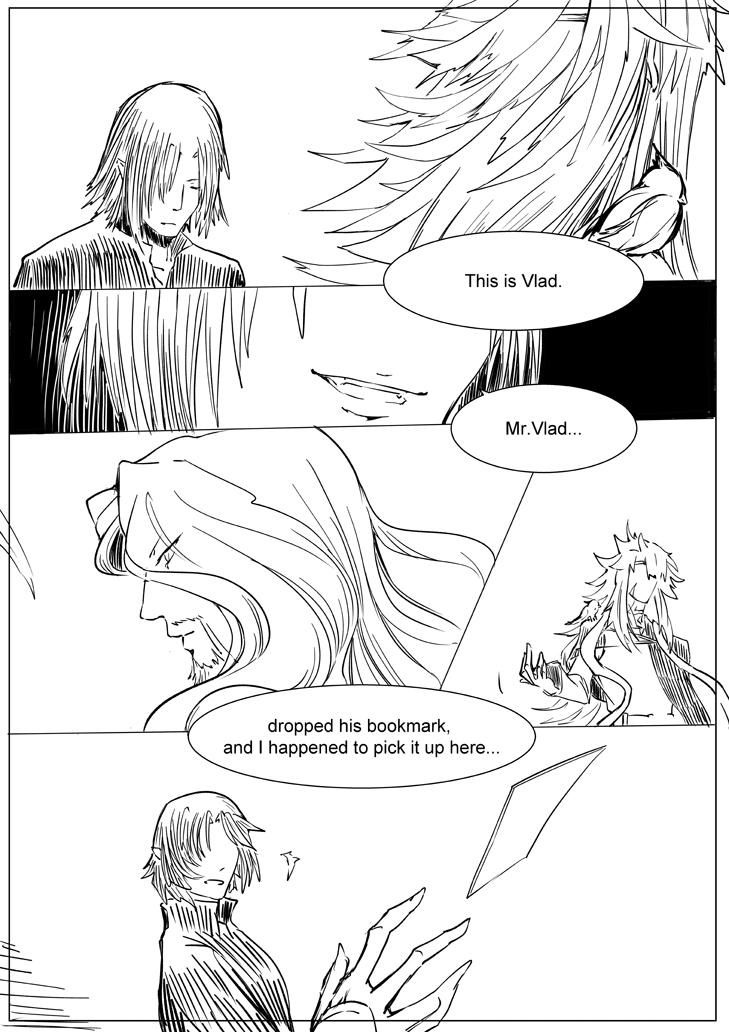 This is Vlad.
Mr.Vlad...
dropped his bookmark,
and I happened to pick it up here...